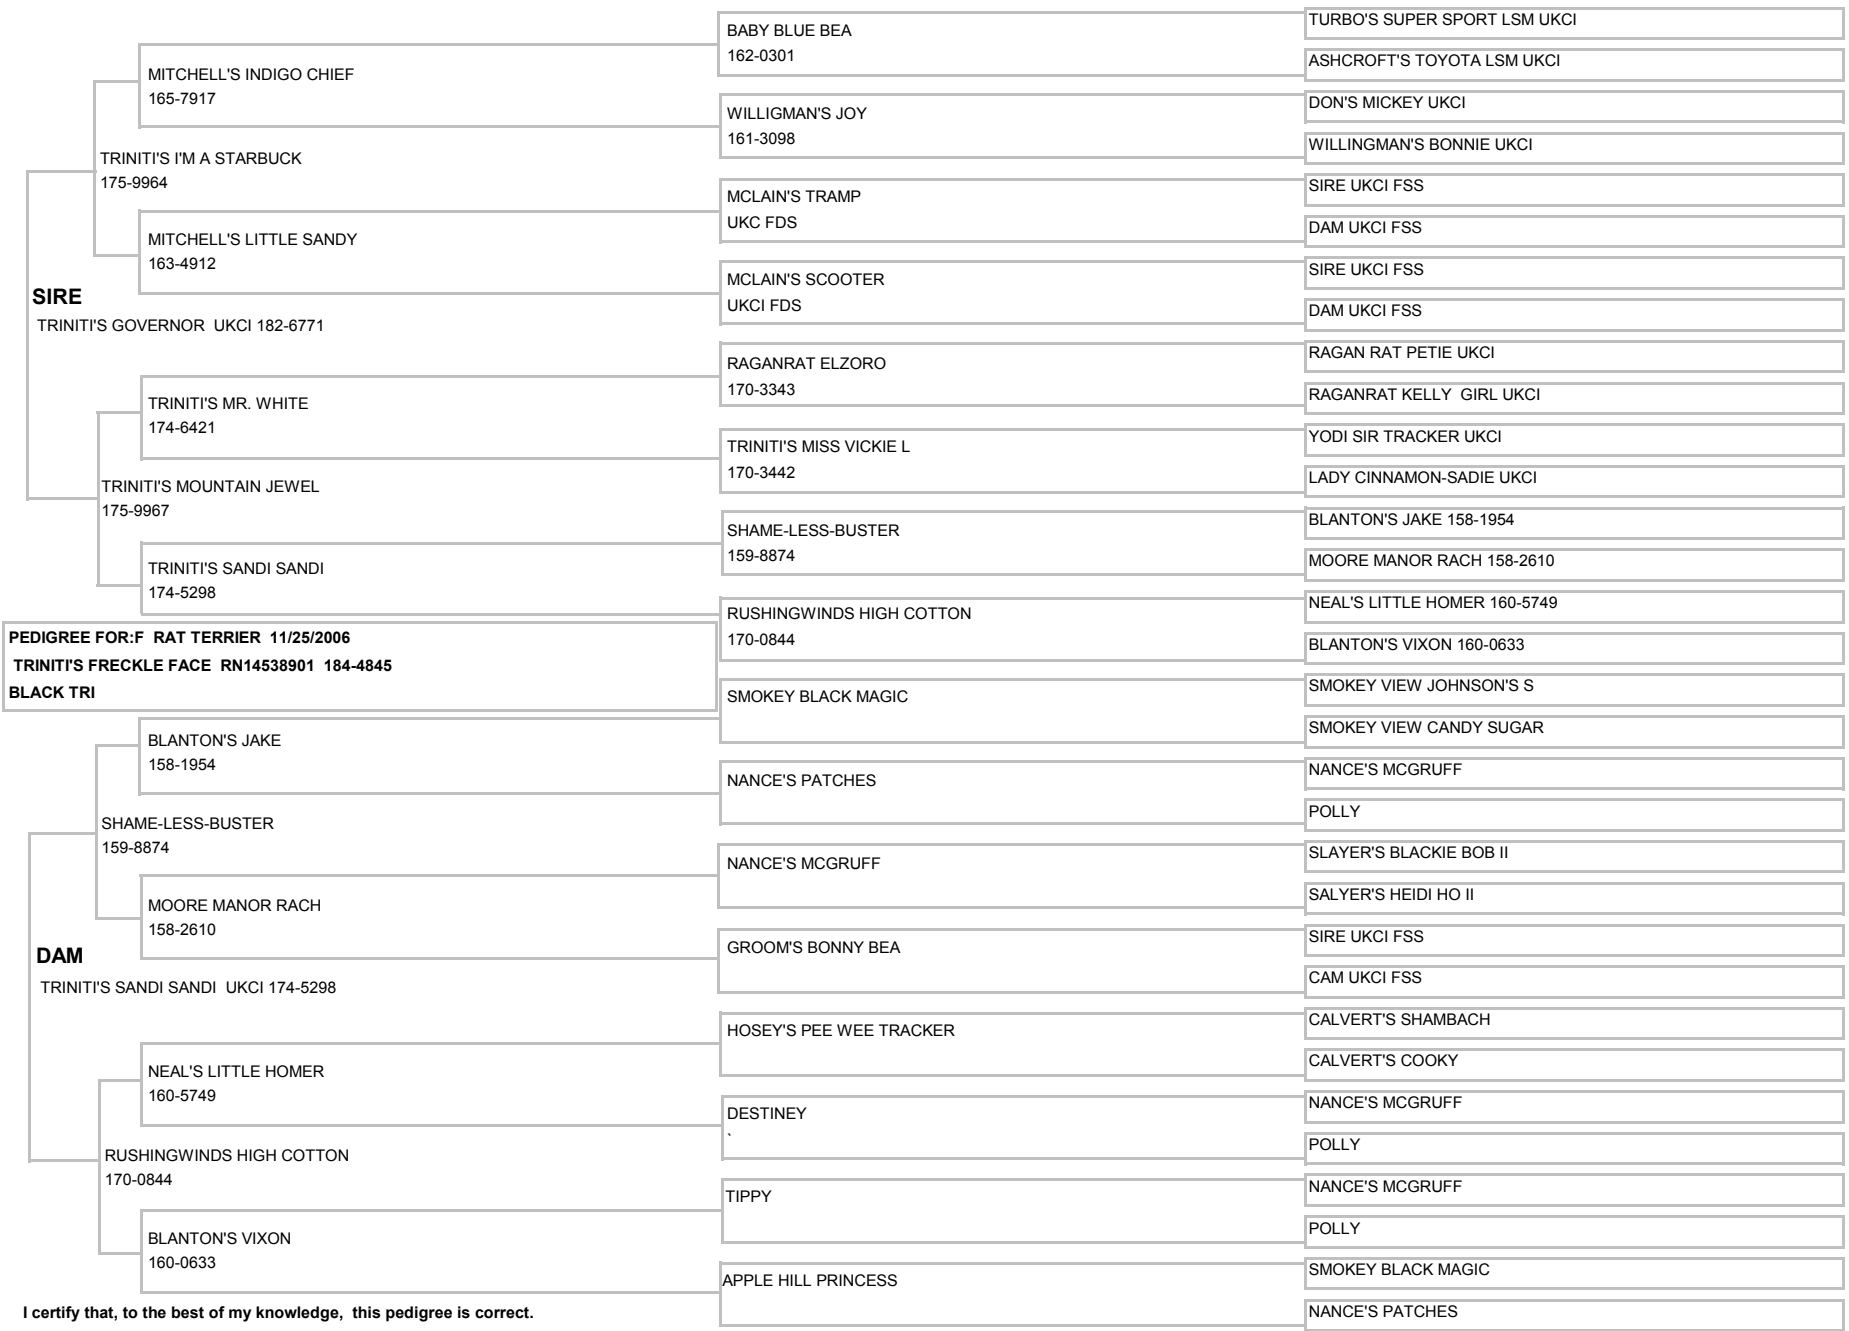 BABY BLUE BEA
162-0301
TURBO'S SUPER SPORT LSM UKCI
ASHCROFT'S TOYOTA LSM UKCI
MITCHELL'S INDIGO CHIEF
165-7917
WILLIGMAN'S JOY
161-3098
DON'S MICKEY UKCI
WILLINGMAN'S BONNIE UKCI
TRINITI'S I'M A STARBUCK
175-9964
MCLAIN'S TRAMP
UKC FDS
SIRE UKCI FSS
DAM UKCI FSS
MITCHELL'S LITTLE SANDY
163-4912
MCLAIN'S SCOOTER
UKCI FDS
SIRE UKCI FSS
DAM UKCI FSS
SIRE
TRINITI'S GOVERNOR UKCI 182-6771
RAGANRAT ELZORO
170-3343
RAGAN RAT PETIE UKCI
RAGANRAT KELLY GIRL UKCI
TRINITI'S MR. WHITE
174-6421
TRINITI'S MISS VICKIE L
170-3442
YODI SIR TRACKER UKCI
LADY CINNAMON-SADIE UKCI
TRINITI'S MOUNTAIN JEWEL
175-9967
SHAME-LESS-BUSTER
159-8874
BLANTON'S JAKE 158-1954
MOORE MANOR RACH 158-2610
TRINITI'S SANDI SANDI
174-5298
RUSHINGWINDS HIGH COTTON
170-0844
NEAL'S LITTLE HOMER 160-5749
BLANTON'S VIXON 160-0633
PEDIGREE FOR:F RAT TERRIER 11/25/2006
TRINITI'S FRECKLE FACE RN14538901 184-4845
BLACK TRI
SMOKEY BLACK MAGIC
SMOKEY VIEW JOHNSON'S S
SMOKEY VIEW CANDY SUGAR
BLANTON'S JAKE
158-1954
NANCE'S PATCHES
NANCE'S MCGRUFF
POLLY
SHAME-LESS-BUSTER
159-8874
NANCE'S MCGRUFF
SLAYER'S BLACKIE BOB II
SALYER'S HEIDI HO II
MOORE MANOR RACH
158-2610
GROOM'S BONNY BEA
SIRE UKCI FSS
CAM UKCI FSS
DAM
TRINITI'S SANDI SANDI UKCI 174-5298
HOSEY'S PEE WEE TRACKER
CALVERT'S SHAMBACH
CALVERT'S COOKY
NEAL'S LITTLE HOMER
160-5749
DESTINEY
`
NANCE'S MCGRUFF
POLLY
RUSHINGWINDS HIGH COTTON
170-0844
TIPPY
NANCE'S MCGRUFF
POLLY
BLANTON'S VIXON
160-0633
APPLE HILL PRINCESS
SMOKEY BLACK MAGIC
NANCE'S PATCHES
I certify that, to the best of my knowledge, this pedigree is correct.